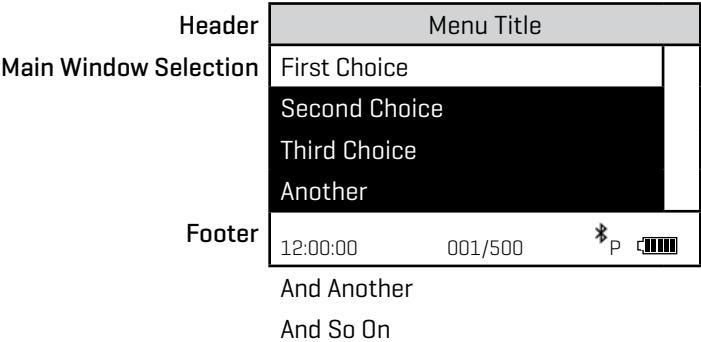 Header Menu Title
Main Window Selection First Choice
Second Choice
Third Choice
Another
Footer 12:00:00 001/500 P
And Another
And So On